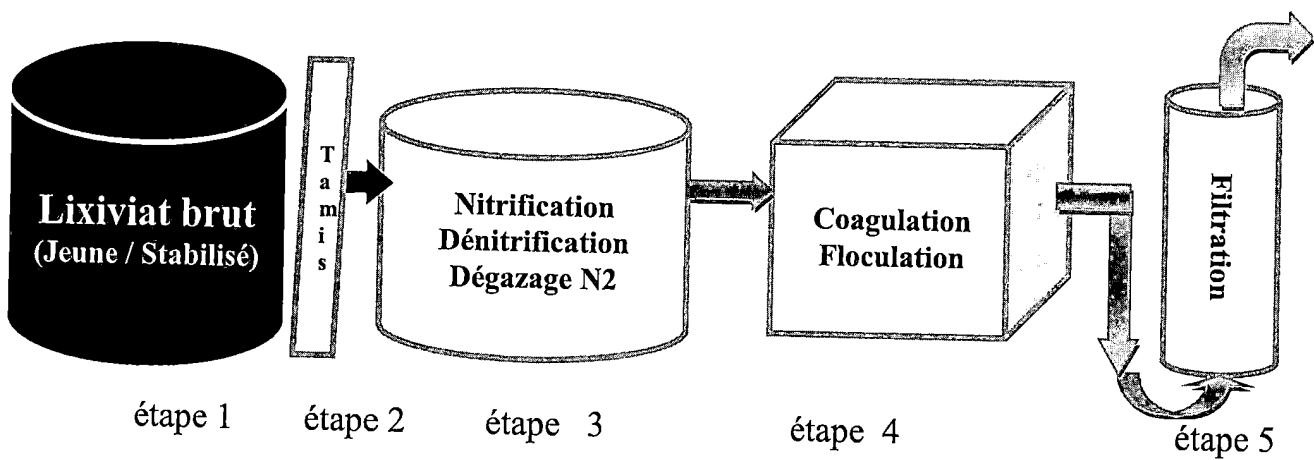 Lixiviat brut
(Jeune / Stabilisé)
Tamis
Nitrification
Dénitrification
Dégazage N2
Coagulation
Floculation
Filtration
étape 1
étape 2
étape 3
étape 4
étape 5